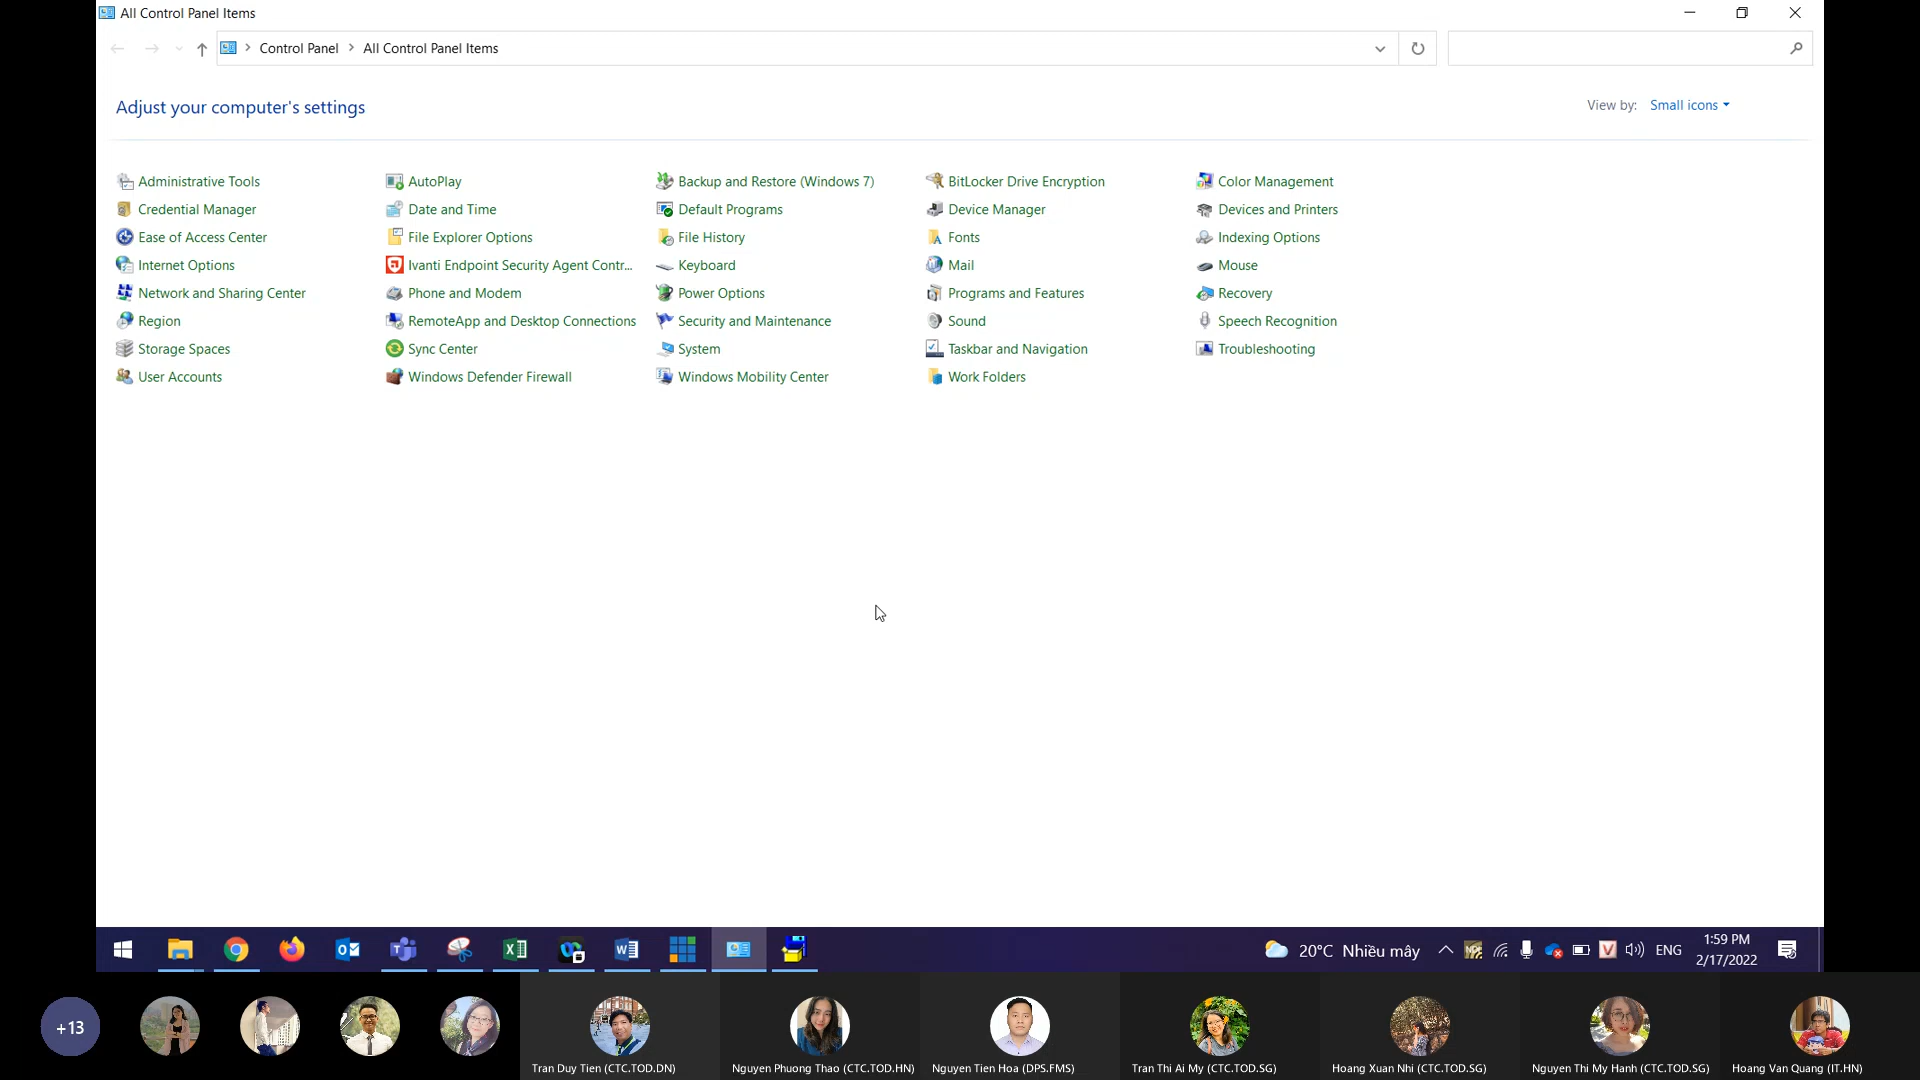 All Control Panel Items
Control Panel > All Control Panel Items
Adjust your computer's settings
View by: Small icons
Administrative Tools
AutoPlay
Backup and Restore (Windows 7)
BitLocker Drive Encryption
Color Management
Credential Manager
Date and Time
Default Programs
Device Manager
Devices and Printers
Ease of Access Center
File Explorer Options
File History
Fonts
Indexing Options
Internet Options
Ivanti Endpoint Security Agent Contr...
Keyboard
Mail
Mouse
Network and Sharing Center
Phone and Modem
Power Options
Programs and Features
Recovery
Region
RemoteApp and Desktop Connections
Security and Maintenance
Sound
Speech Recognition
Storage Spaces
Sync Center
System
Taskbar and Navigation
Troubleshooting
User Accounts
Windows Defender Firewall
Windows Mobility Center
Work Folders
20°C Nhiều mây
ENG
1:59 PM
2/17/2022
+13
Tran Duy Tien (CTC.TOD.DN)
Nguyen Phuong Thao (CTC.TOD.HN)
Nguyen Tien Hoa (DPS.FMS)
Tran Thi Ai My (CTC.TOD.SG)
Hoang Xuan Nhi (CTC.TOD.SG)
Nguyen Thi My Hanh (CTC.TOD.SG)
Hoang Van Quang (IT.HN)